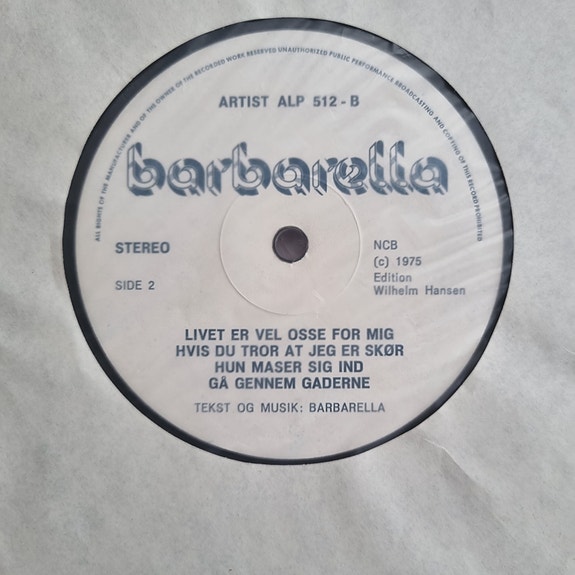 ALL RIGHTS OF THE MANUFACTURER AND OF THE OWNER OF THE RECORDED WORK RESERVED UNAUTHORIZED PUBLIC PERFORMANCE BROADCASTING AND COPYING OF THIS RECORD PROHIBITED
ARTIST ALP 512 - B
barbarella
STEREO
SIDE 2
NCB
(c) 1975
Edition
Wilhelm Hansen
LIVET ER VEL OSSE FOR MIG
HVIS DU TROR AT JEG ER SKØR
HUN MASER SIG IND
GÅ GENNEM GADERNE
TEKST OG MUSIK: BARBARELLA